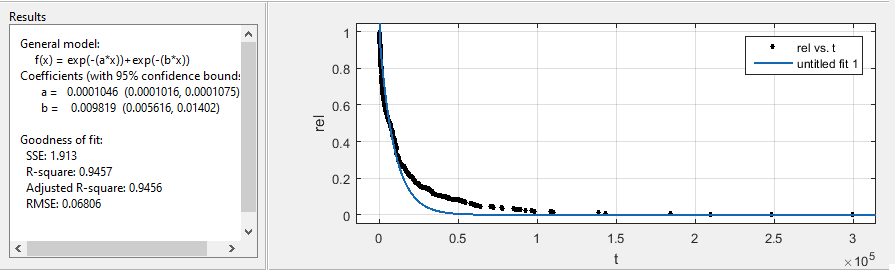 Results
General model:
f(x) = exp(-(a*x))+exp(-(b*x))
Coefficients (with 95% confidence bounds
a = 0.0001046 (0.0001016, 0.0001075)
b = 0.009819 (0.005616, 0.01402)
Goodness of fit:
SSE: 1.913
R-square: 0.9457
Adjusted R-square: 0.9456
RMSE: 0.06806
rel vs. t
untitled fit 1
1
0.8
0.6
0.4
0.2
0
rel
0 0.5 1 1.5 2 2.5 3
t
×10⁵